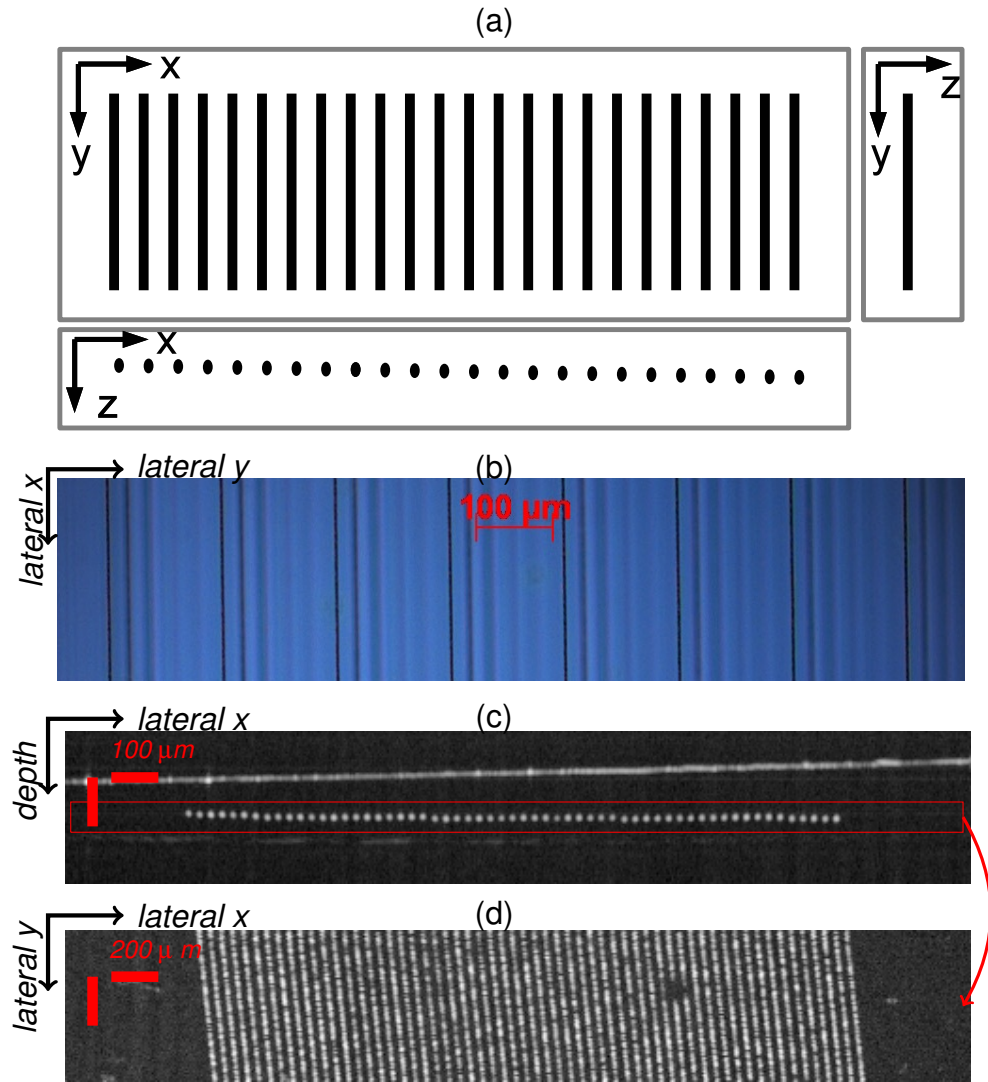 (a)
x
y
z
y
x
z
(b)
lateral y
lateral x
100 μm
(c)
lateral x
depth
100 μm
(d)
lateral x
lateral y
200 μ m